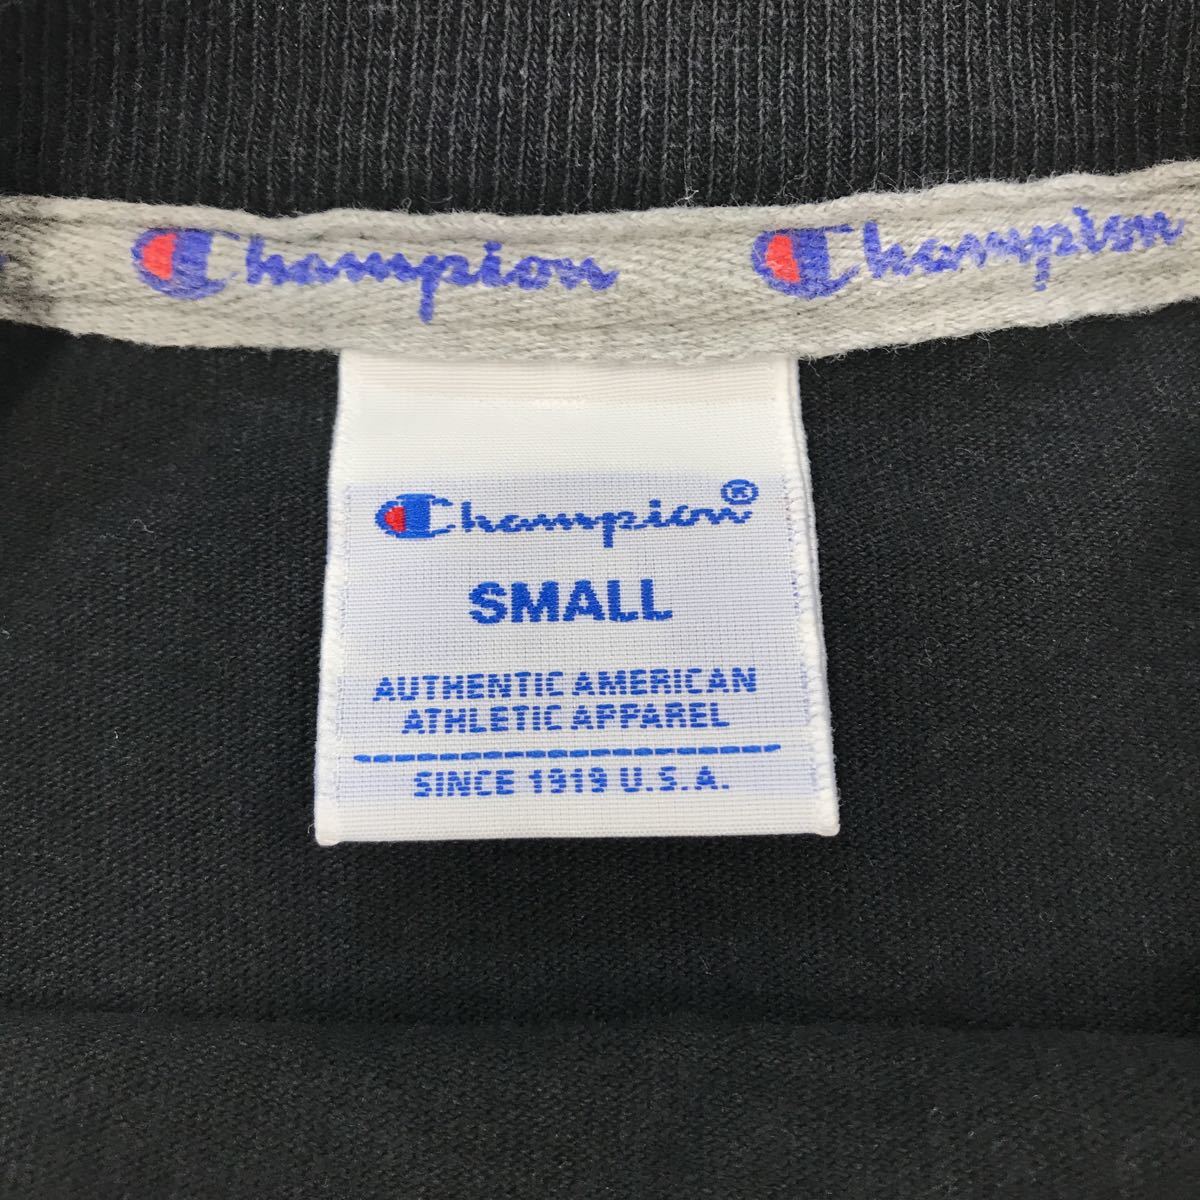 Champion Champion
Champion®
SMALL
AUTHENTIC AMERICAN
ATHLETIC APPAREL
SINCE 1919 U.S.A.